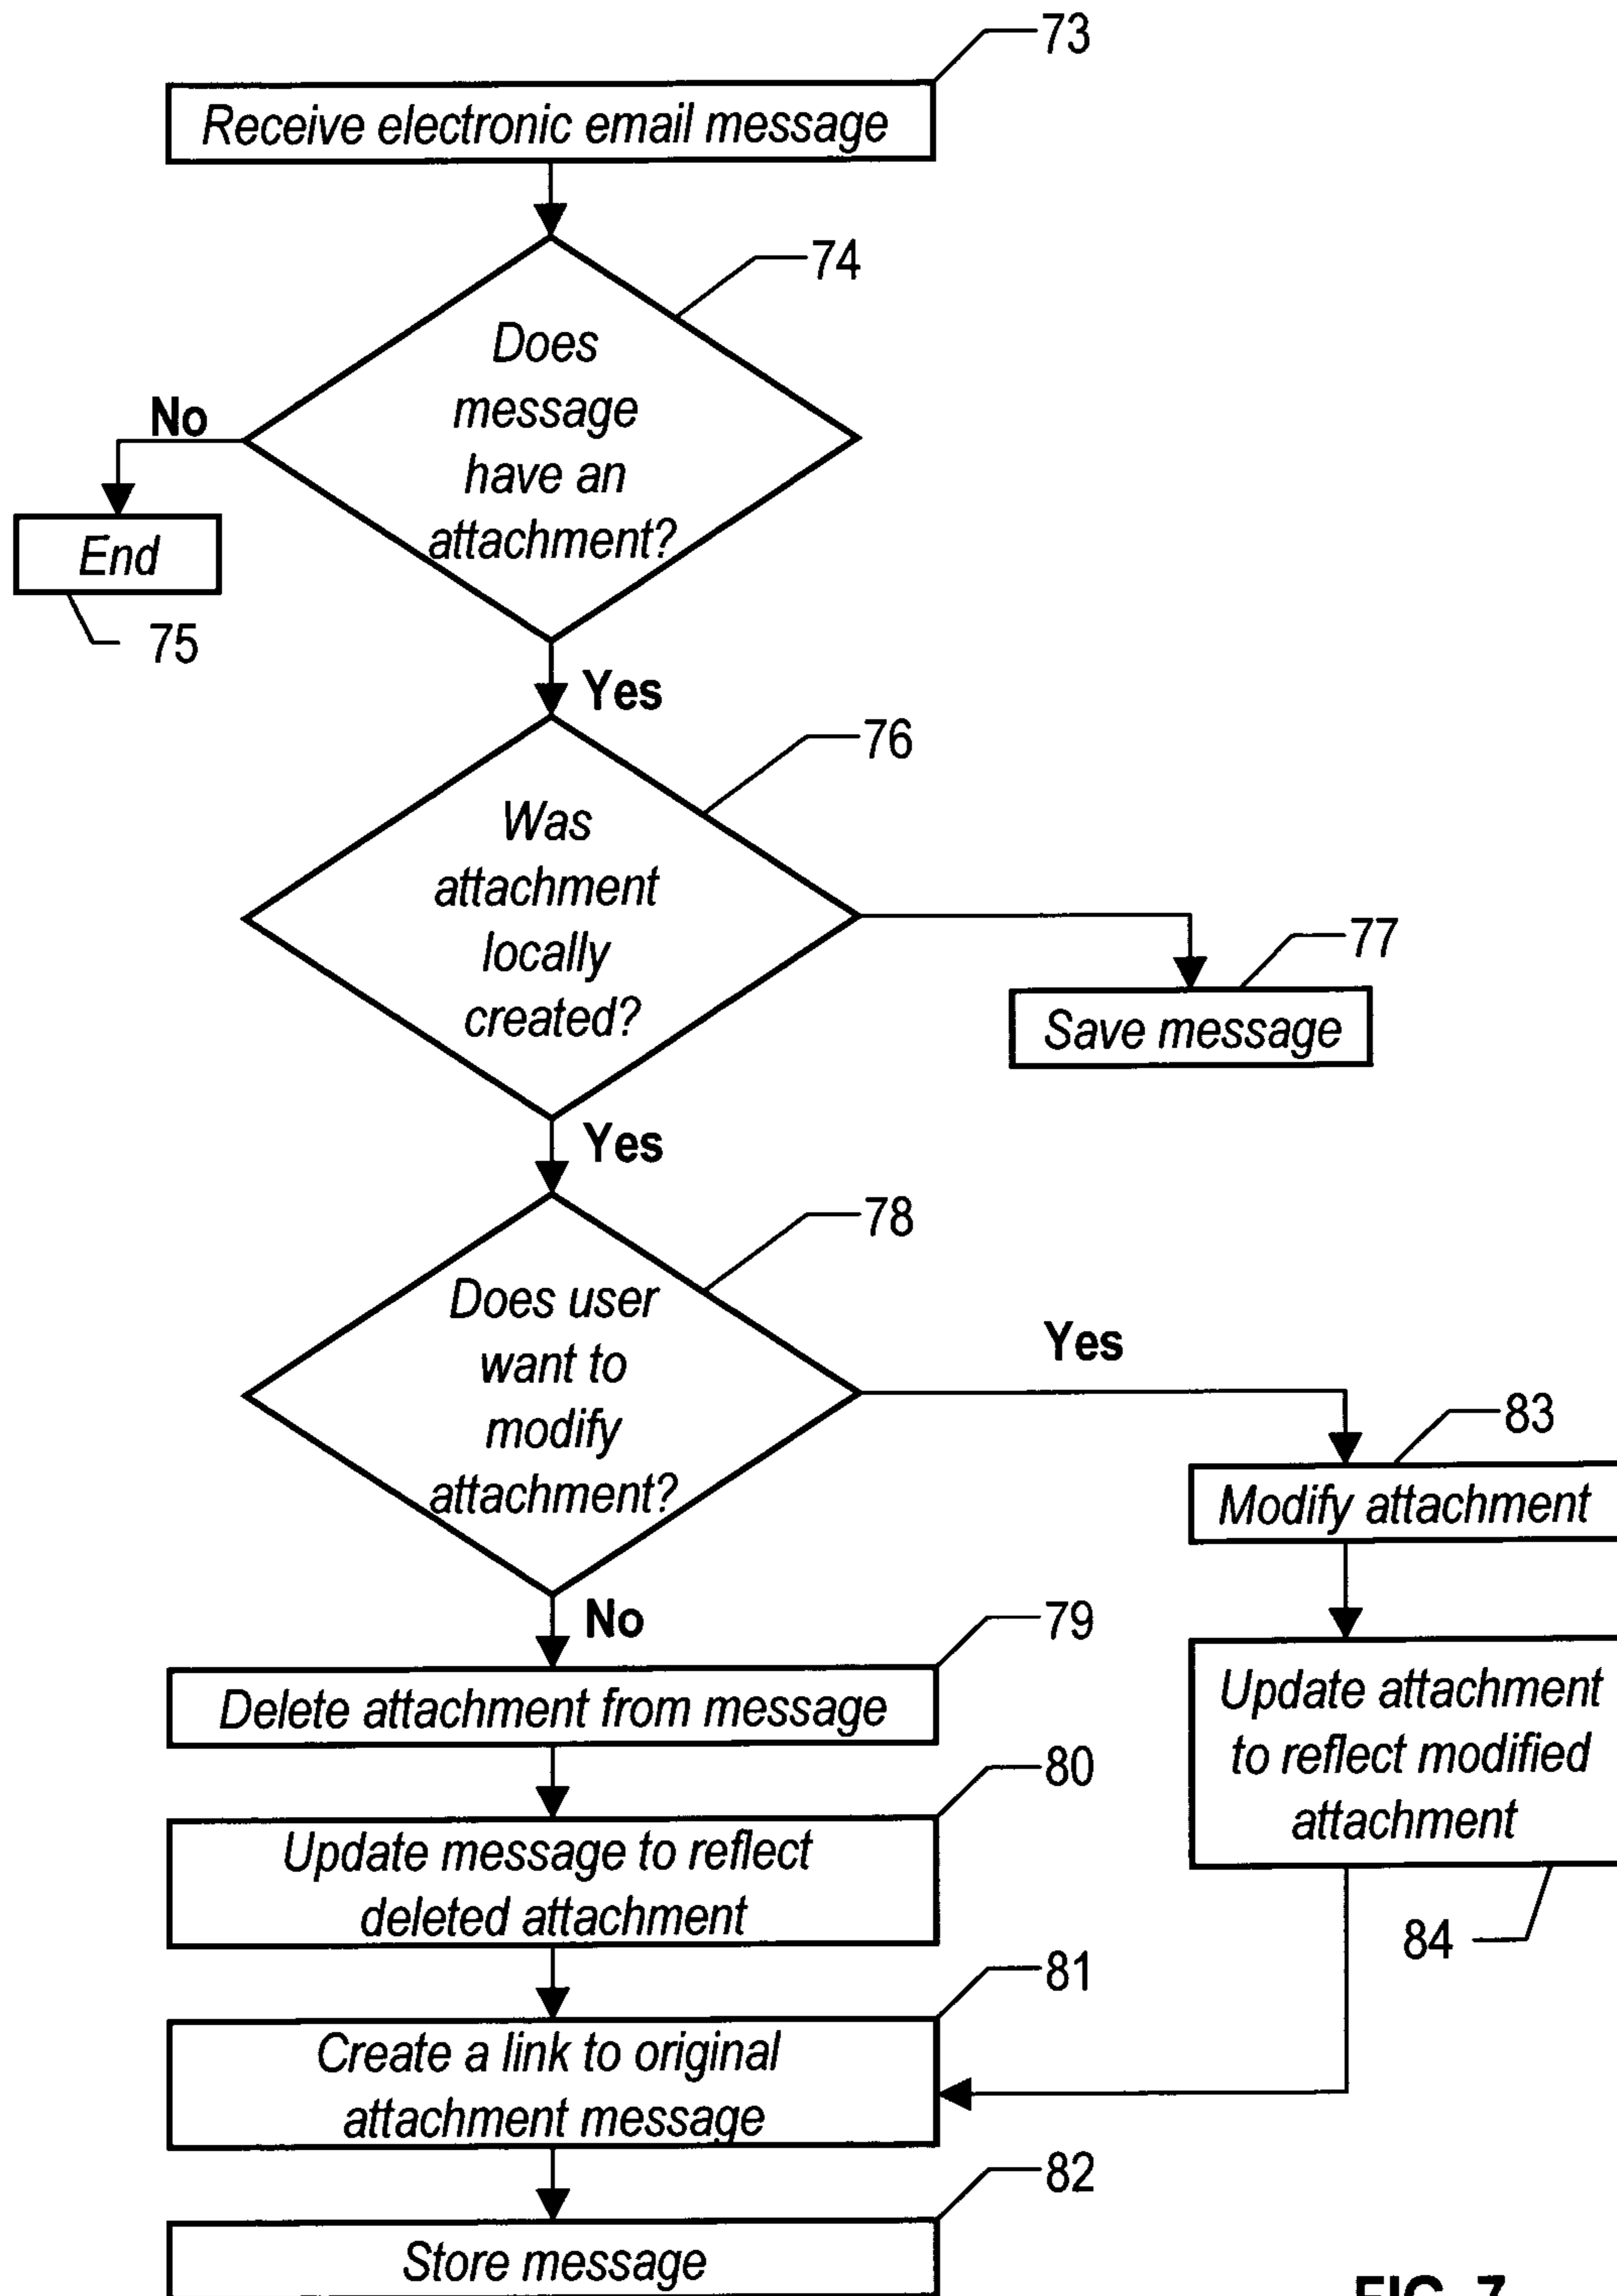 73
Receive electronic email message
74
Does
message
have an
attachment?
No
End
75
Yes
76
Was
attachment
locally
created?
77
Save message
Yes
78
Does user
want to
modify
attachment?
Yes
83
Modify attachment
No
79
Delete attachment from message
Update attachment
to reflect modified
attachment
84
80
Update message to reflect
deleted attachment
81
Create a link to original
attachment message
82
Store message
FIG. 7